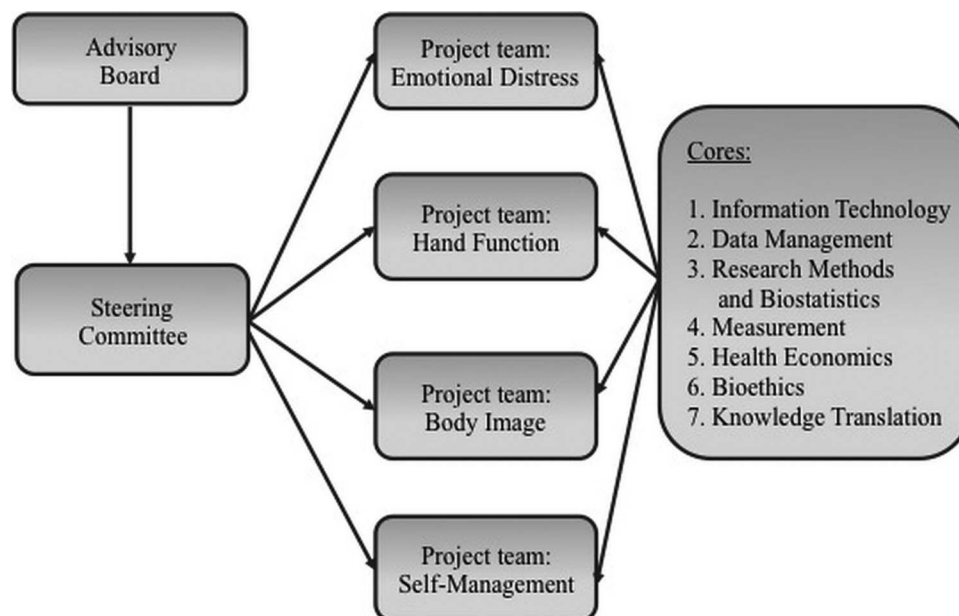 Advisory
Board
Steering
Committee
Project team:
Emotional Distress
Project team:
Hand Function
Project team:
Body Image
Project team:
Self-Management
Cores:
1. Information Technology
2. Data Management
3. Research Methods
and Biostatistics
4. Measurement
5. Health Economics
6. Bioethics
7. Knowledge Translation